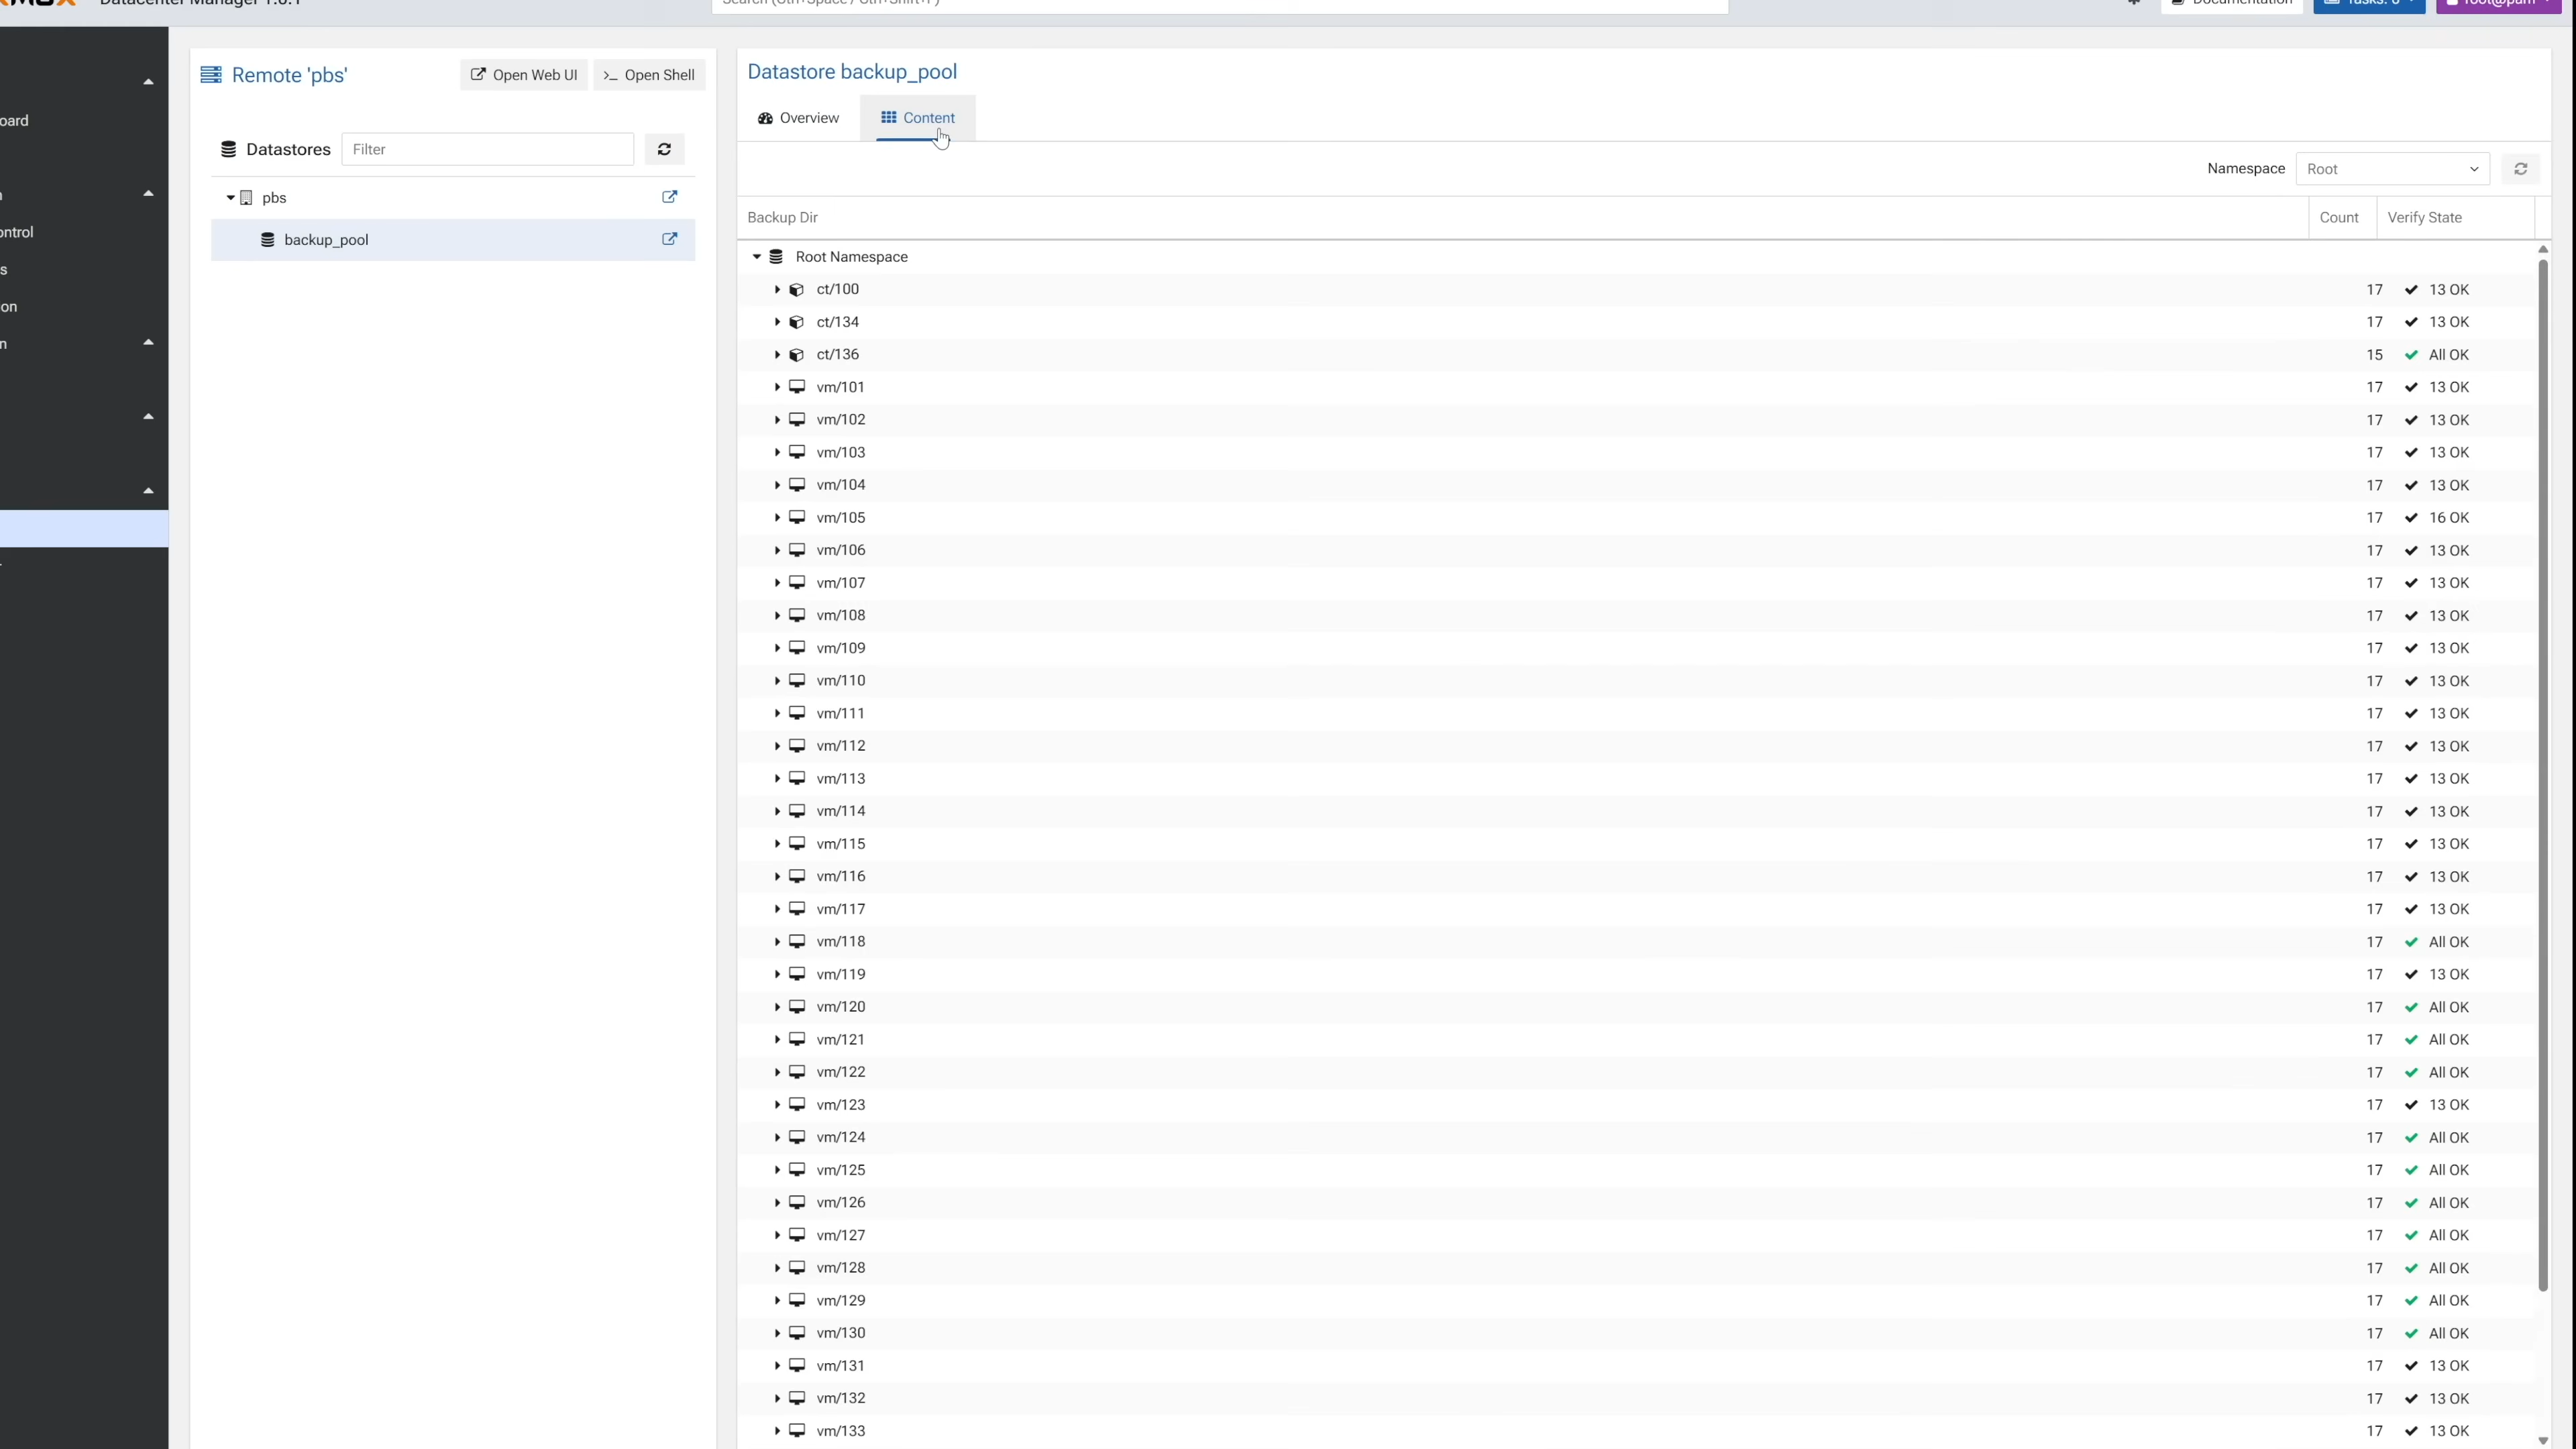 Datacenter Manager 1.0.1
Search (Ctrl+Space / Ctrl+Shift+F)
Documentation
Tasks: 0
root@pam
oard
ontrol
s
on
n
Remote 'pbs'
Open Web UI
>_ Open Shell
Datastores
Filter
pbs
backup_pool
Datastore backup_pool
Overview
Content
Namespace
Root
Backup Dir Count Verify State
Root Namespace
ct/100 17 13 OK
ct/134 17 13 OK
ct/136 15 All OK
vm/101 17 13 OK
vm/102 17 13 OK
vm/103 17 13 OK
vm/104 17 13 OK
vm/105 17 16 OK
vm/106 17 13 OK
vm/107 17 13 OK
vm/108 17 13 OK
vm/109 17 13 OK
vm/110 17 13 OK
vm/111 17 13 OK
vm/112 17 13 OK
vm/113 17 13 OK
vm/114 17 13 OK
vm/115 17 13 OK
vm/116 17 13 OK
vm/117 17 13 OK
vm/118 17 All OK
vm/119 17 13 OK
vm/120 17 All OK
vm/121 17 All OK
vm/122 17 All OK
vm/123 17 13 OK
vm/124 17 All OK
vm/125 17 All OK
vm/126 17 All OK
vm/127 17 All OK
vm/128 17 All OK
vm/129 17 All OK
vm/130 17 All OK
vm/131 17 13 OK
vm/132 17 13 OK
vm/133 17 13 OK